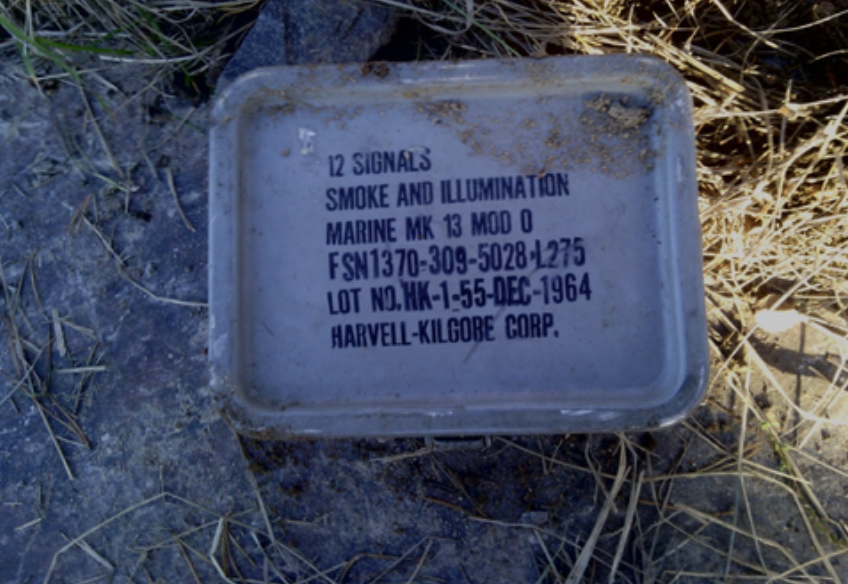 12 SIGNALS
SMOKE AND ILLUMINATION
MARINE MK 13 MOD 0
FSN1370-309-5028-L275
LOT NO.HK-1-55-DEC-1964
HARVELL-KILGORE CORP.